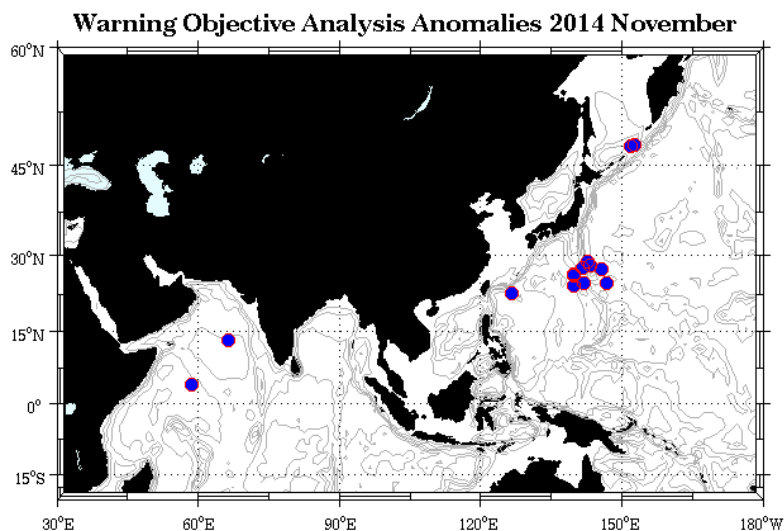 Warning Objective Analysis Anomalies 2014 November
60°N
45°N
30°N
15°N
0°
15°S
30°E 60°E 90°E 120°E 150°E 180°W